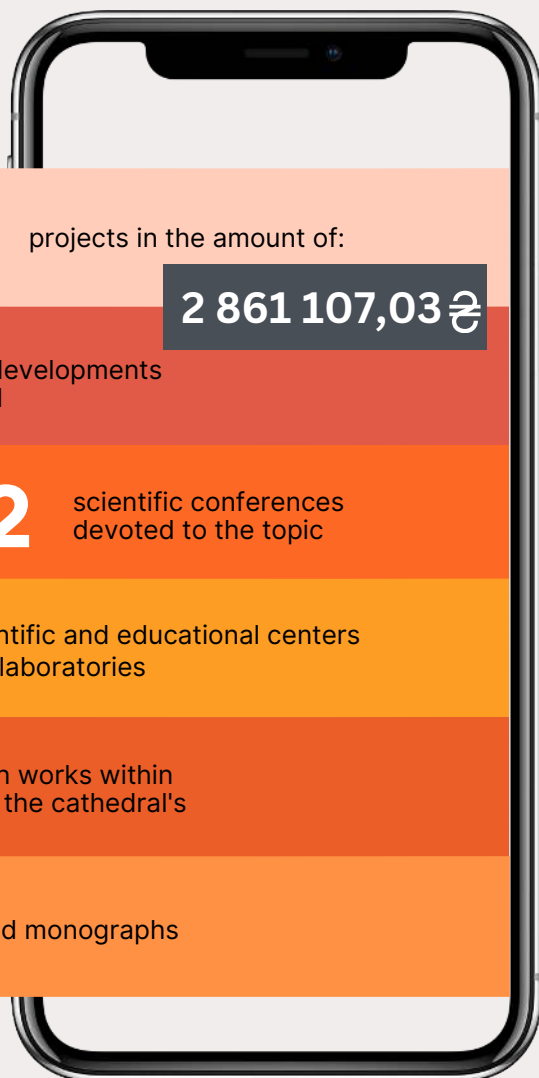 projects in the amount of:
2 861 107,03 ₴
developments
2
scientific conferences
devoted to the topic
and educational centers
laboratories
works within
the cathedral's
monographs